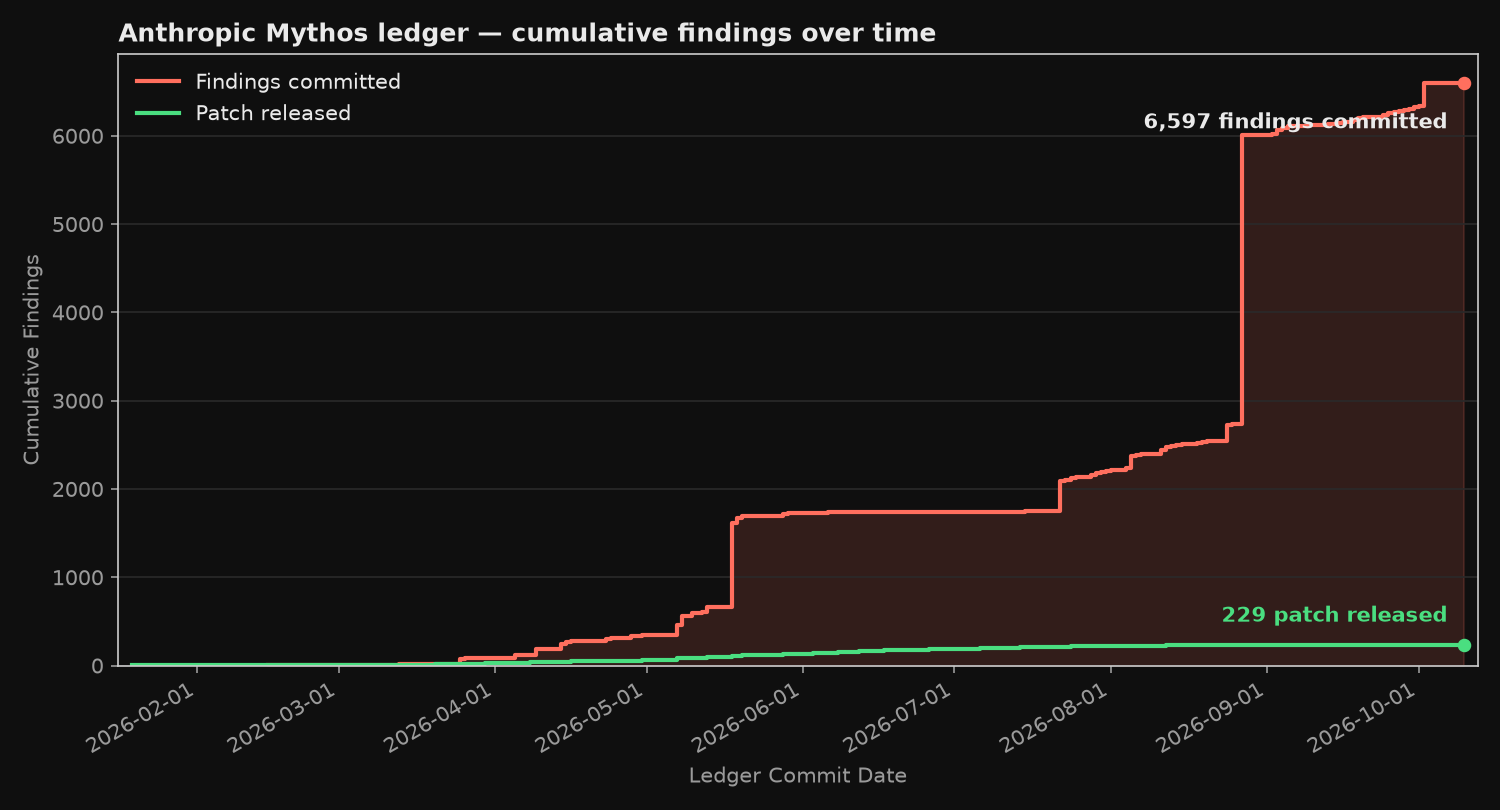 Anthropic Mythos ledger — cumulative findings over time
Findings committed
Patch released
6,597 findings committed
229 patch released
Cumulative Findings
6000
5000
4000
3000
2000
1000
0
2026-02-01
2026-03-01
2026-04-01
2026-05-01
2026-06-01
2026-07-01
2026-08-01
2026-09-01
2026-10-01
Ledger Commit Date